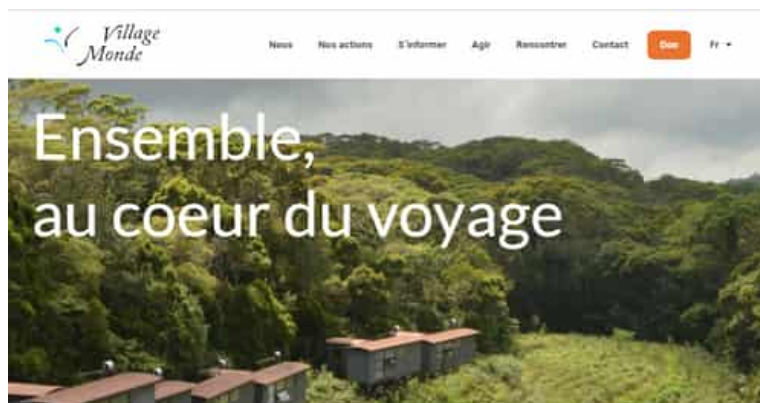 Village
Monde
Nous Nos actions S'informer Agir Rencontrer Contact Don Fr
Ensemble,
au coeur du voyage